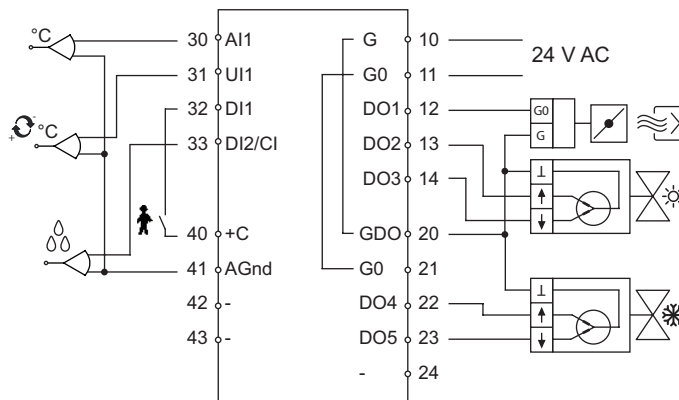 °C 30 AI1 G 10 24 V AC
31 UI1 G0 11
32 DI1 DO1 12 G0
- + °C 33 DI2/CI DO2 13 G
DO3 14 ⊥
↑
40 +C GDO 20 ↓
41 AGnd G0 21
42 - DO4 22 ⊥
↑
43 - DO5 23 ↓
- 24